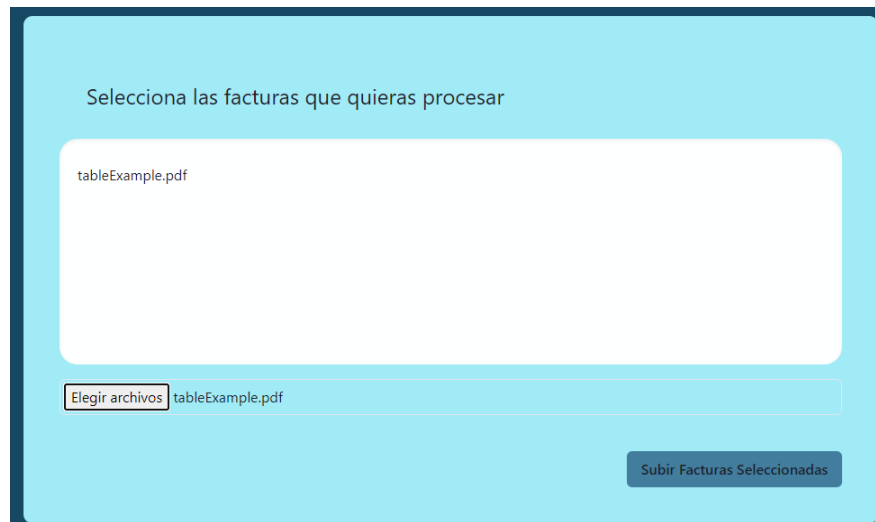 Selecciona las facturas que quieras procesar
tableExample.pdf
Elegir archivos tableExample.pdf
Subir Facturas Seleccionadas